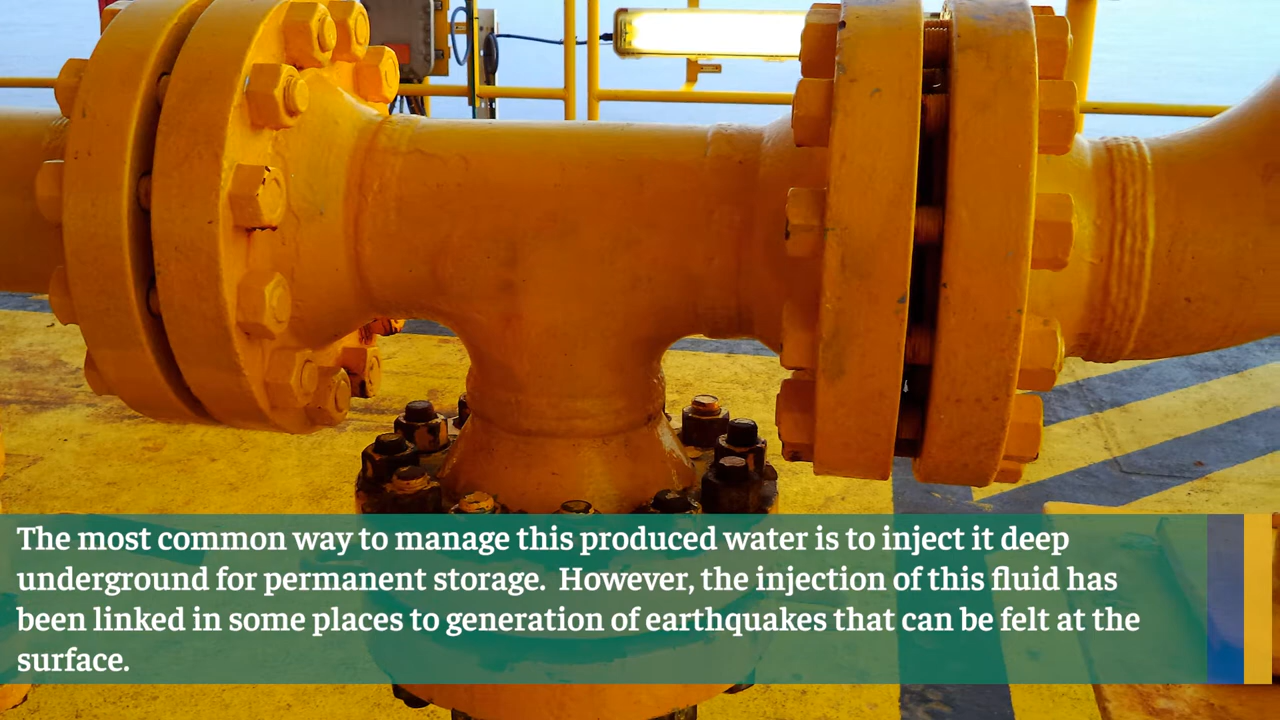 The most common way to manage this produced water is to inject it deep
underground for permanent storage.  However, the injection of this fluid has
been linked in some places to generation of earthquakes that can be felt at the
surface.